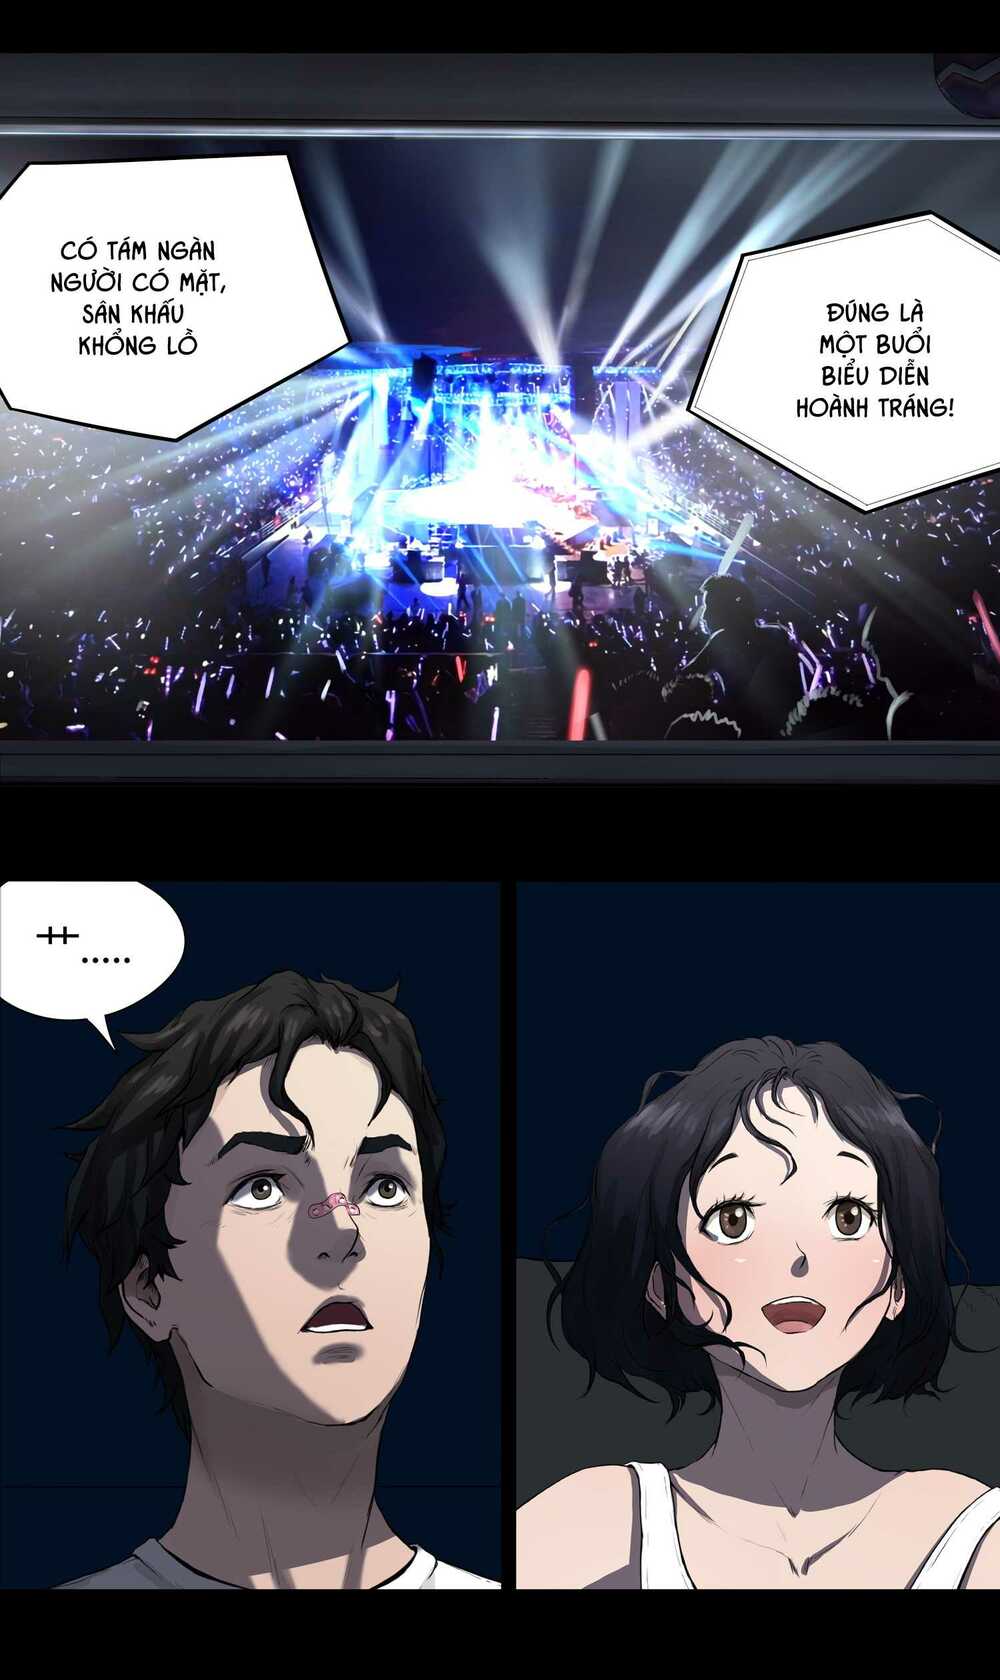 CÓ TÁM NGÀN
NGƯỜI CÓ MẶT,
SÂN KHẤU
KHỔNG LỒ
ĐÚNG LÀ
MỘT BUỔI
BIỂU DIỄN
HOÀNH TRÁNG!
ㅆ.....